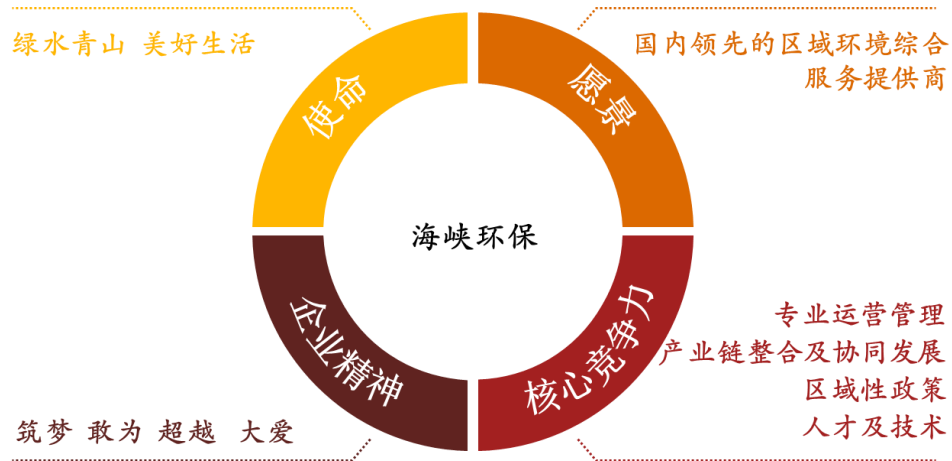 绿水青山 美好生活
国内领先的区域环境综合
服务提供商
使命
愿景
海峡环保
企业精神
核心竞争力
专业运营管理
产业链整合及协同发展
区域性政策
人才及技术
筑梦 敢为 超越 大爱